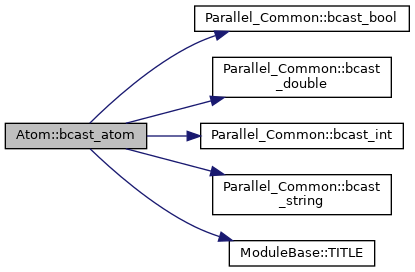 Parallel_Common::bcast_bool
Parallel_Common::bcast
_double
Atom::bcast_atom
Parallel_Common::bcast_int
Parallel_Common::bcast
_string
ModuleBase::TITLE